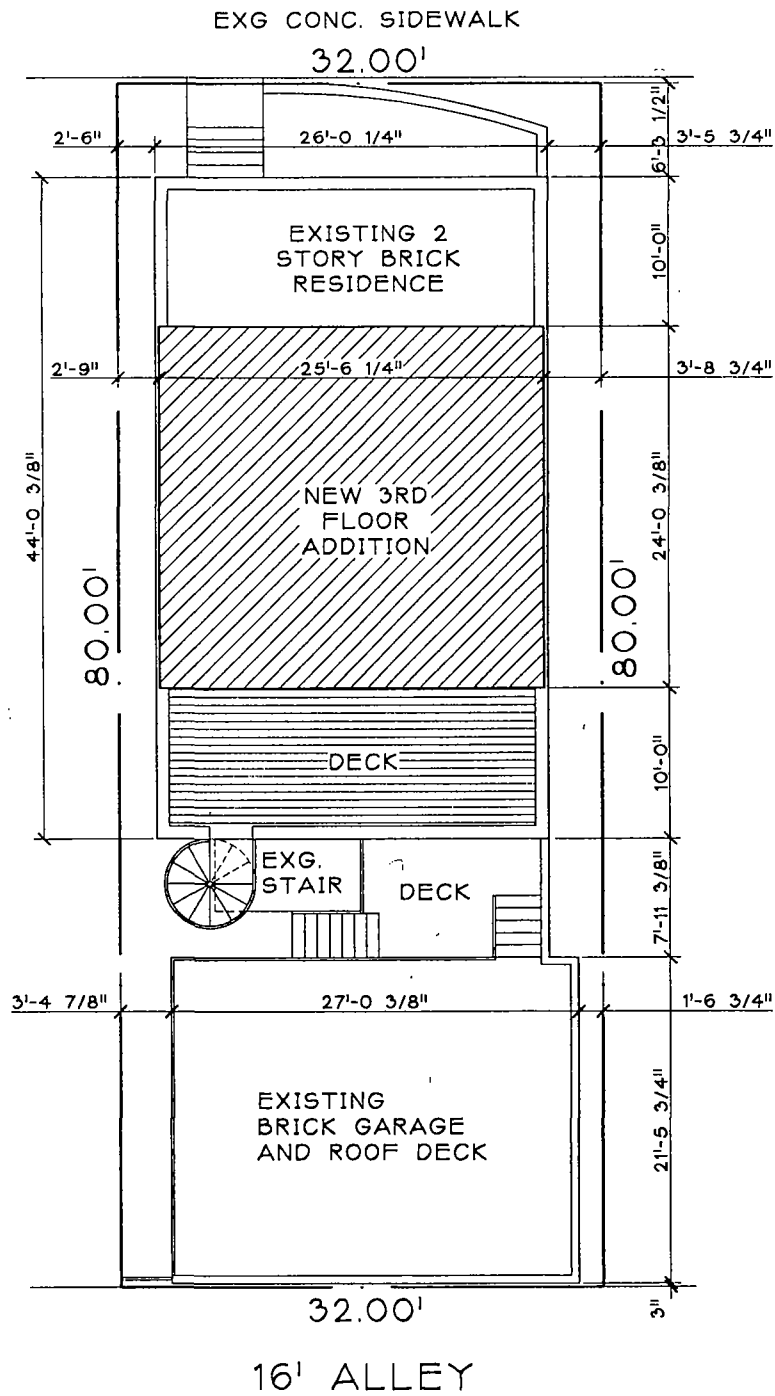 EXG CONC. SIDEWALK
32.00'
2'-6"
26'-0 1/4"
3'-5 3/4"
6'-3 1/2"
EXISTING 2
STORY BRICK
RESIDENCE
10'-0"
2'-9"
25'-6 1/4"
3'-8 3/4"
44'-0 3/8"
NEW 3RD
FLOOR
ADDITION
24'-0 3/8"
80.00'
80.00'
DECK
10'-0"
EXG.
STAIR
DECK
7'-11 3/8"
3'-4 7/8"
27'-0 3/8"
1'-6 3/4"
EXISTING
BRICK GARAGE
AND ROOF DECK
21'-5 3/4"
32.00'
3"
16' ALLEY